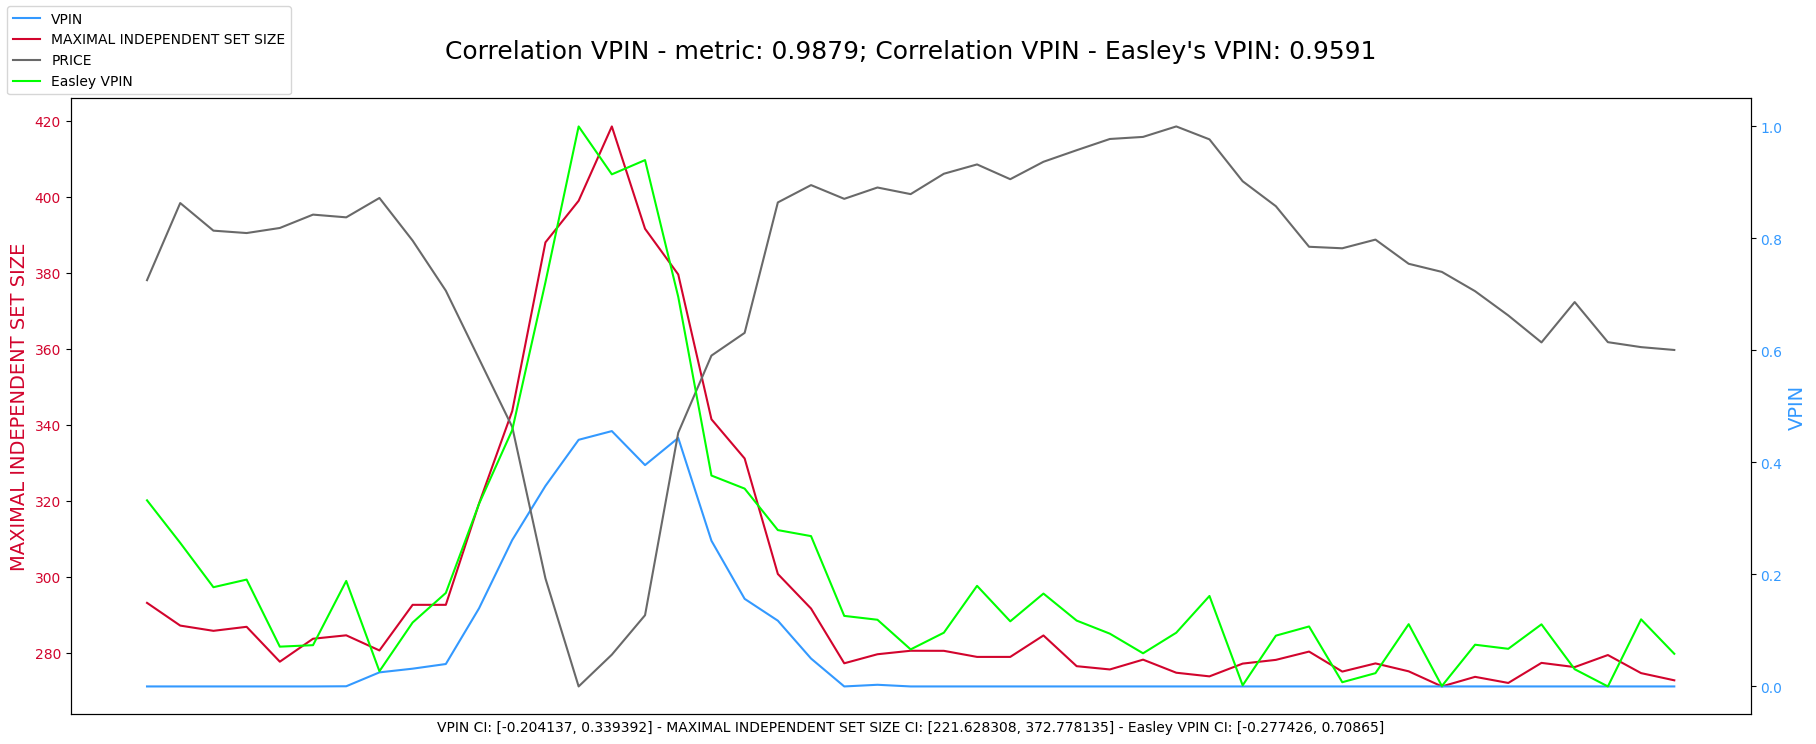 VPIN
MAXIMAL INDEPENDENT SET SIZE
PRICE
Easley VPIN
Correlation VPIN - metric: 0.9879; Correlation VPIN - Easley's VPIN: 0.9591
MAXIMAL INDEPENDENT SET SIZE
420
400
380
360
340
320
300
280
1.0
0.8
0.6
0.4
0.2
0.0
VPIN
VPIN CI: [-0.204137, 0.339392] - MAXIMAL INDEPENDENT SET SIZE CI: [221.628308, 372.778135] - Easley VPIN CI: [-0.277426, 0.70865]